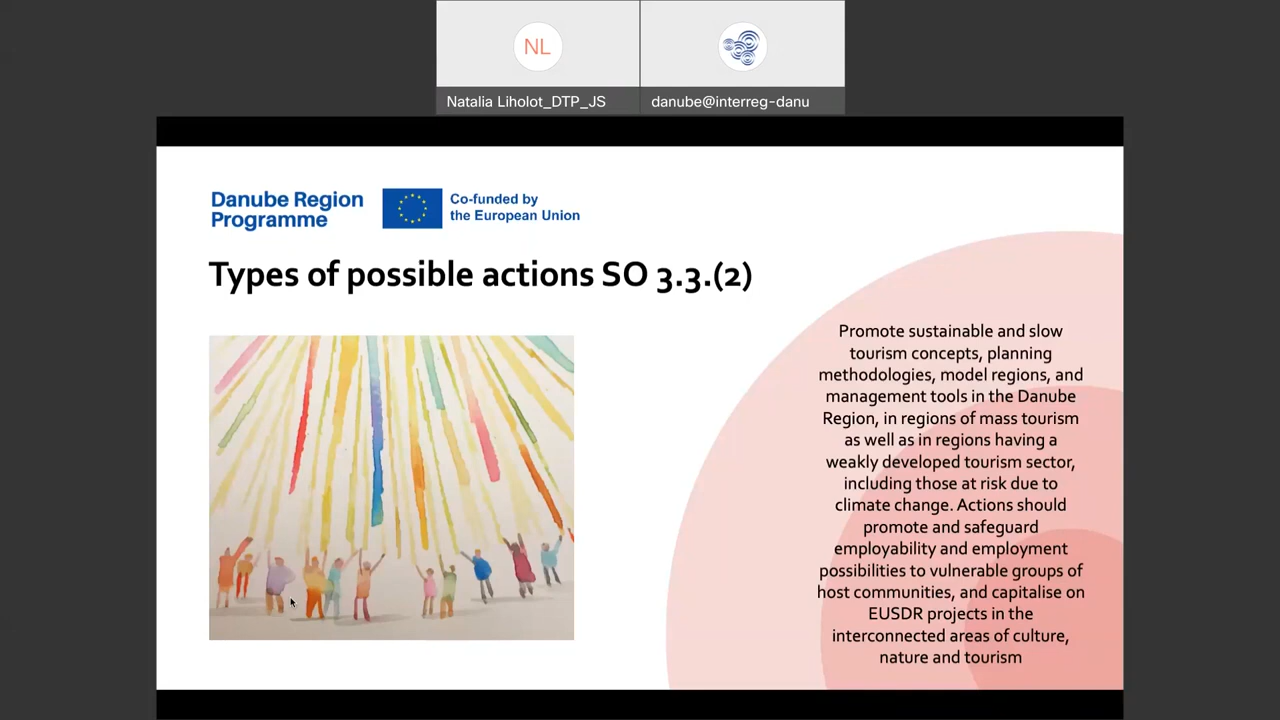 NL
Natalia Liholot_DTP_JS
danube@interreg-danu
Danube Region
Programme
Co-funded by
the European Union
Types of possible actions SO 3.3.(2)
Promote sustainable and slow
tourism concepts, planning
methodologies, model regions, and
management tools in the Danube
Region, in regions of mass tourism
as well as in regions having a
weakly developed tourism sector,
including those at risk due to
climate change. Actions should
promote and safeguard
employability and employment
possibilities to vulnerable groups of
host communities, and capitalise on
EUSDR projects in the
interconnected areas of culture,
nature and tourism